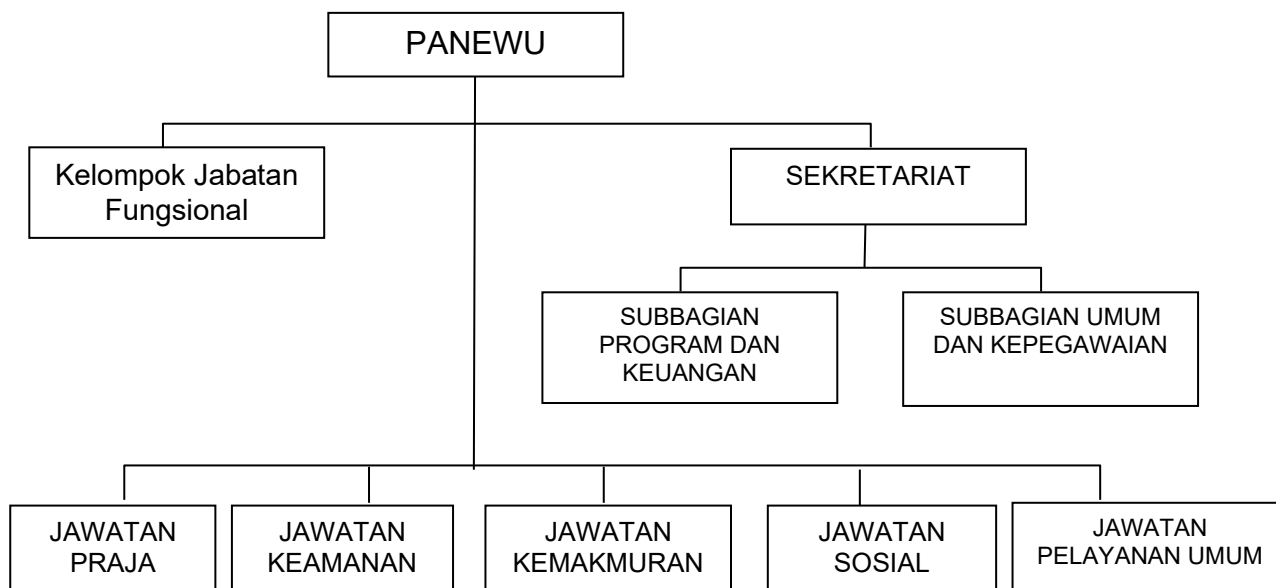 PANEWU
Kelompok Jabatan
Fungsional
SEKRETARIAT
SUBBAGIAN
PROGRAM DAN
KEUANGAN
SUBBAGIAN UMUM
DAN KEPEGAWAIAN
JAWATAN
PRAJA
JAWATAN
KEAMANAN
JAWATAN
KEMAKMURAN
JAWATAN
SOSIAL
JAWATAN
PELAYANAN UMUM